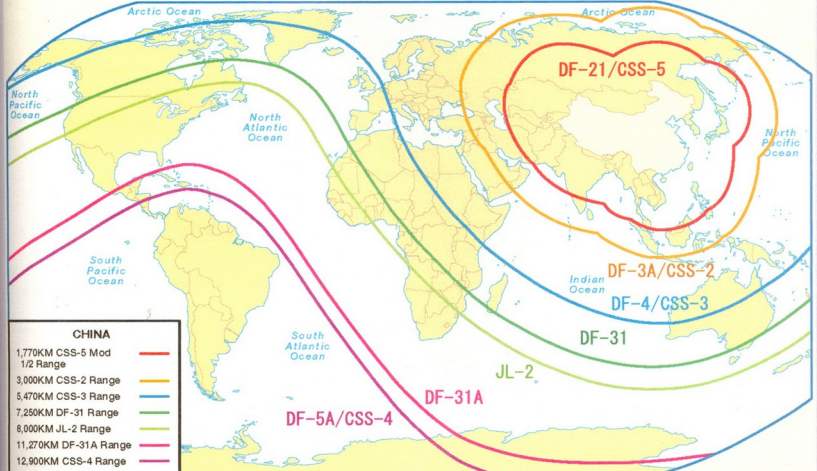 Arctic Ocean
Arctic Ocean
DF-21/CSS-5
North
Pacific
Ocean
North
Atlantic
Ocean
North
Pacific
Ocean
South
Pacific
Ocean
Indian
Ocean
DF-3A/CSS-2
DF-4/CSS-3
South
Atlantic
Ocean
DF-31
JL-2
DF-31A
DF-5A/CSS-4
CHINA
1,770KM CSS-5 Mod
1/2 Range
3,000KM CSS-2 Range
5,470KM CSS-3 Range
7,250KM DF-31 Range
8,000KM JL-2 Range
11,270KM DF-31A Range
12,900KM CSS-4 Range